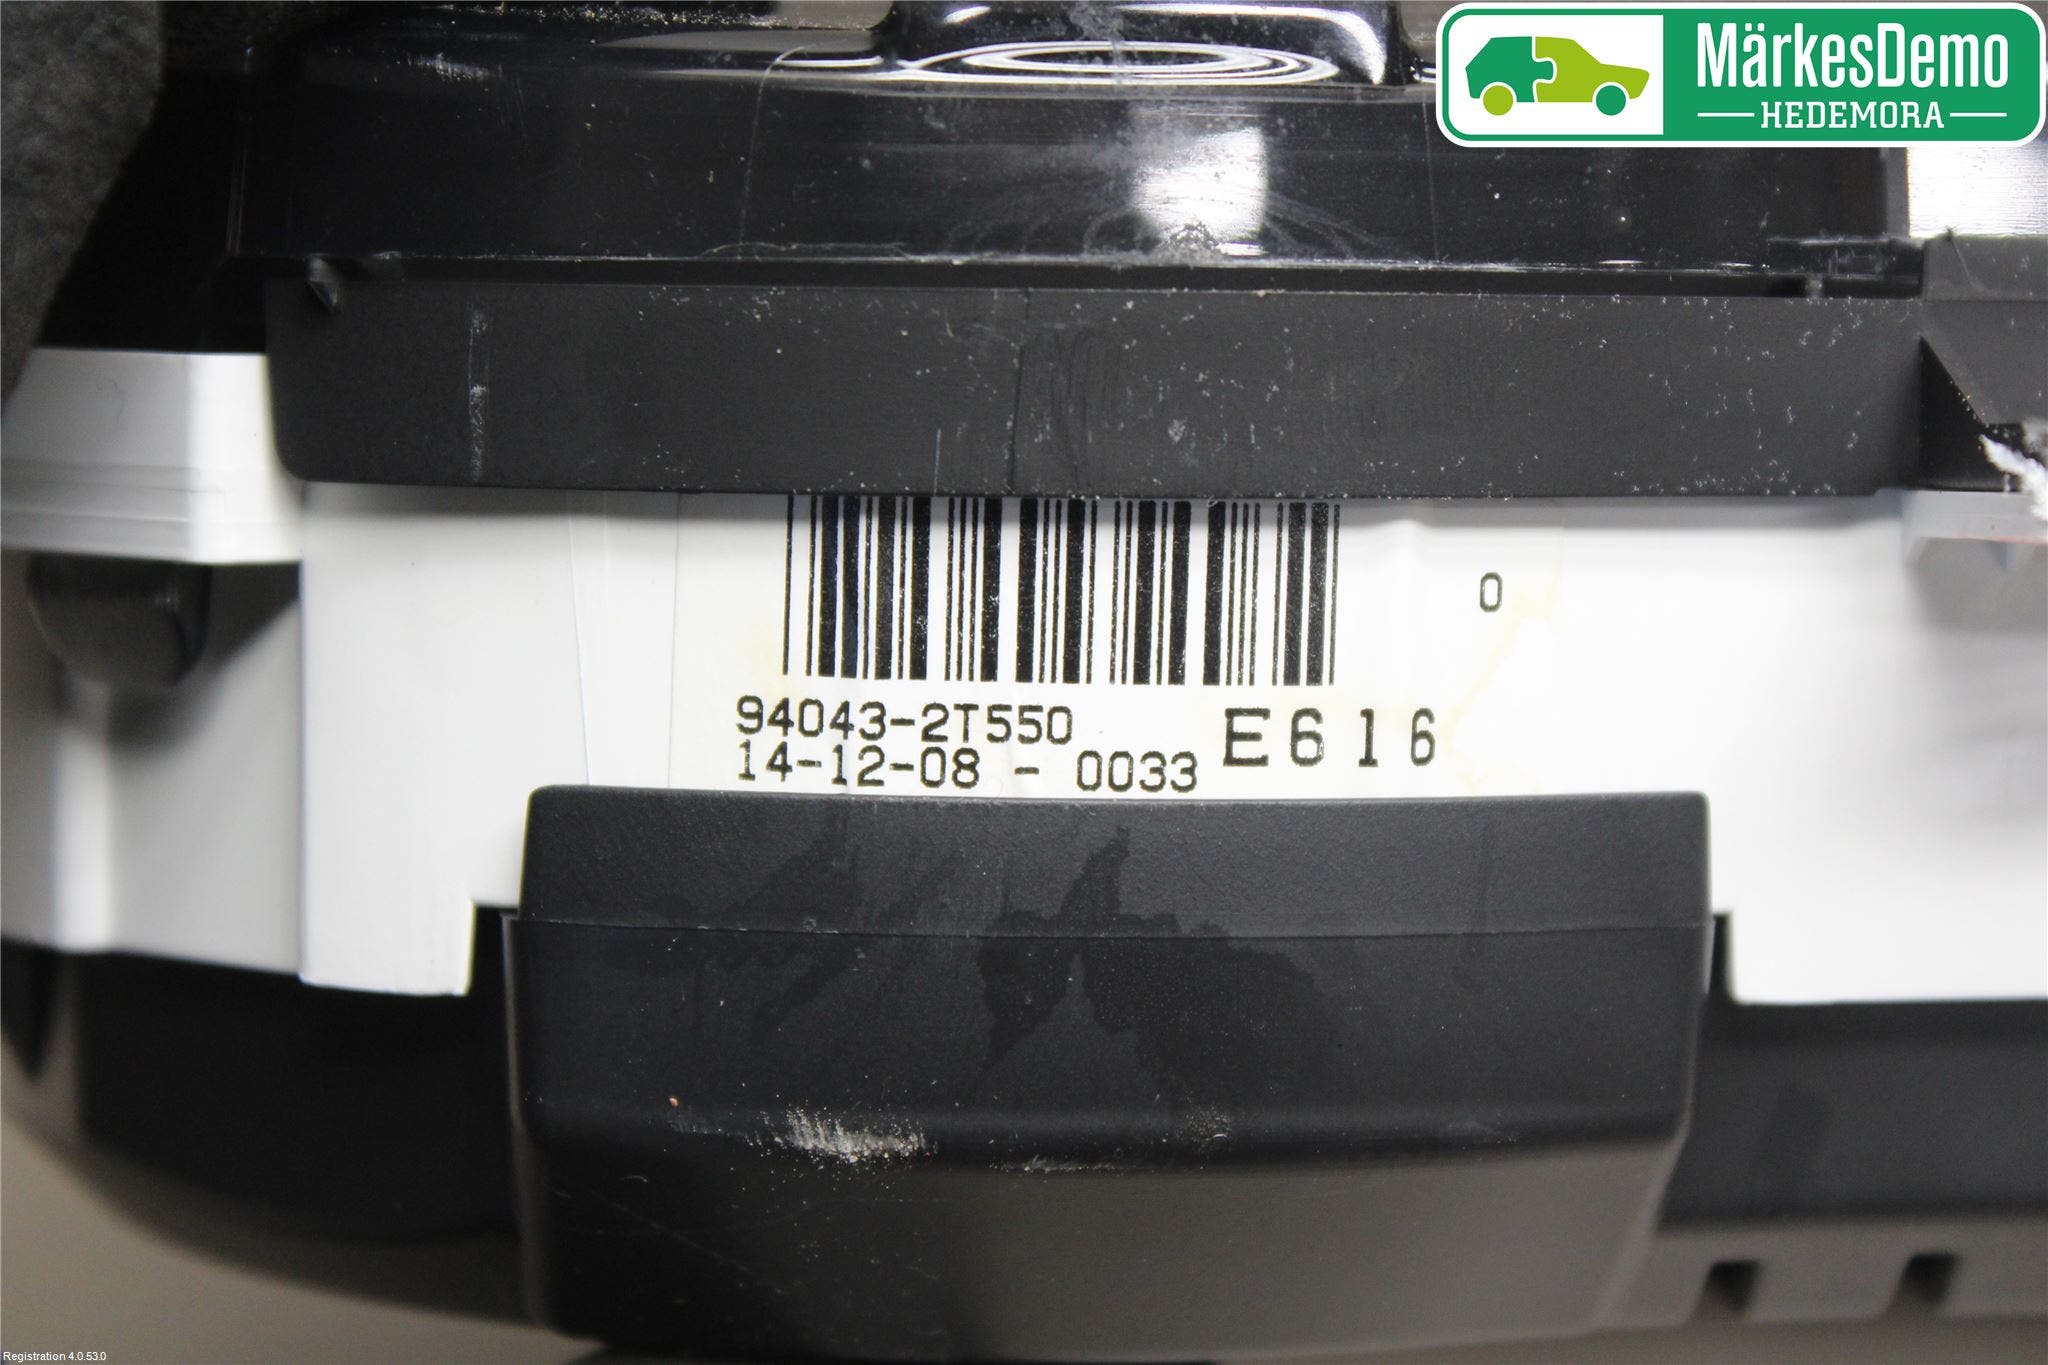 MärkesDemo
HEDEMORA
0
94043-2T550
14-12-08 - 0033 E616
Registration 4.0.53.0